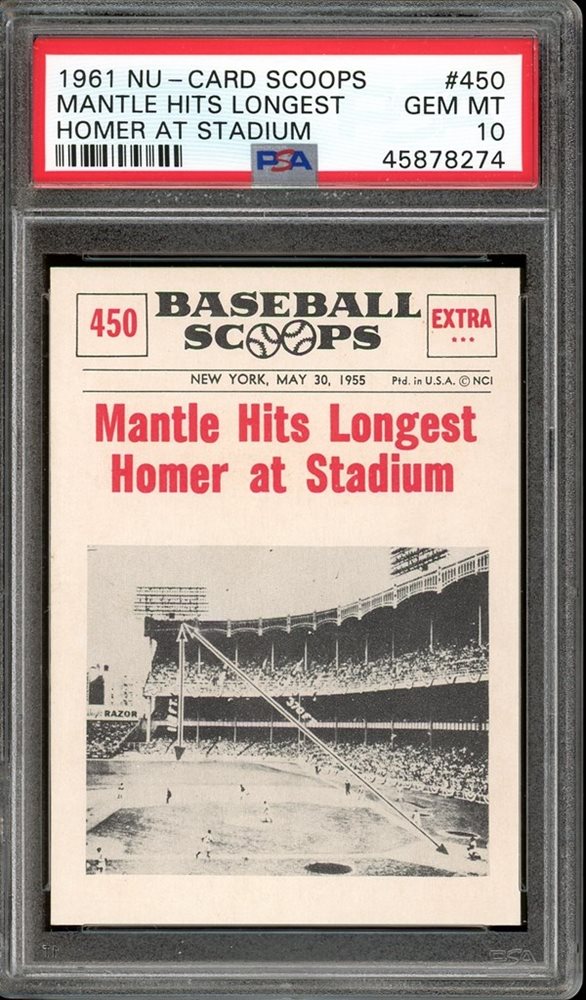 1961 NU-CARD SCOOPS #450
MANTLE HITS LONGEST GEM MT
HOMER AT STADIUM 10
PSA 45878274
450 BASEBALL EXTRA
SCOOPS
NEW YORK, MAY 30, 1955 Ptd. in U.S.A. © NCI
Mantle Hits Longest
Homer at Stadium
RAZOR
PSA